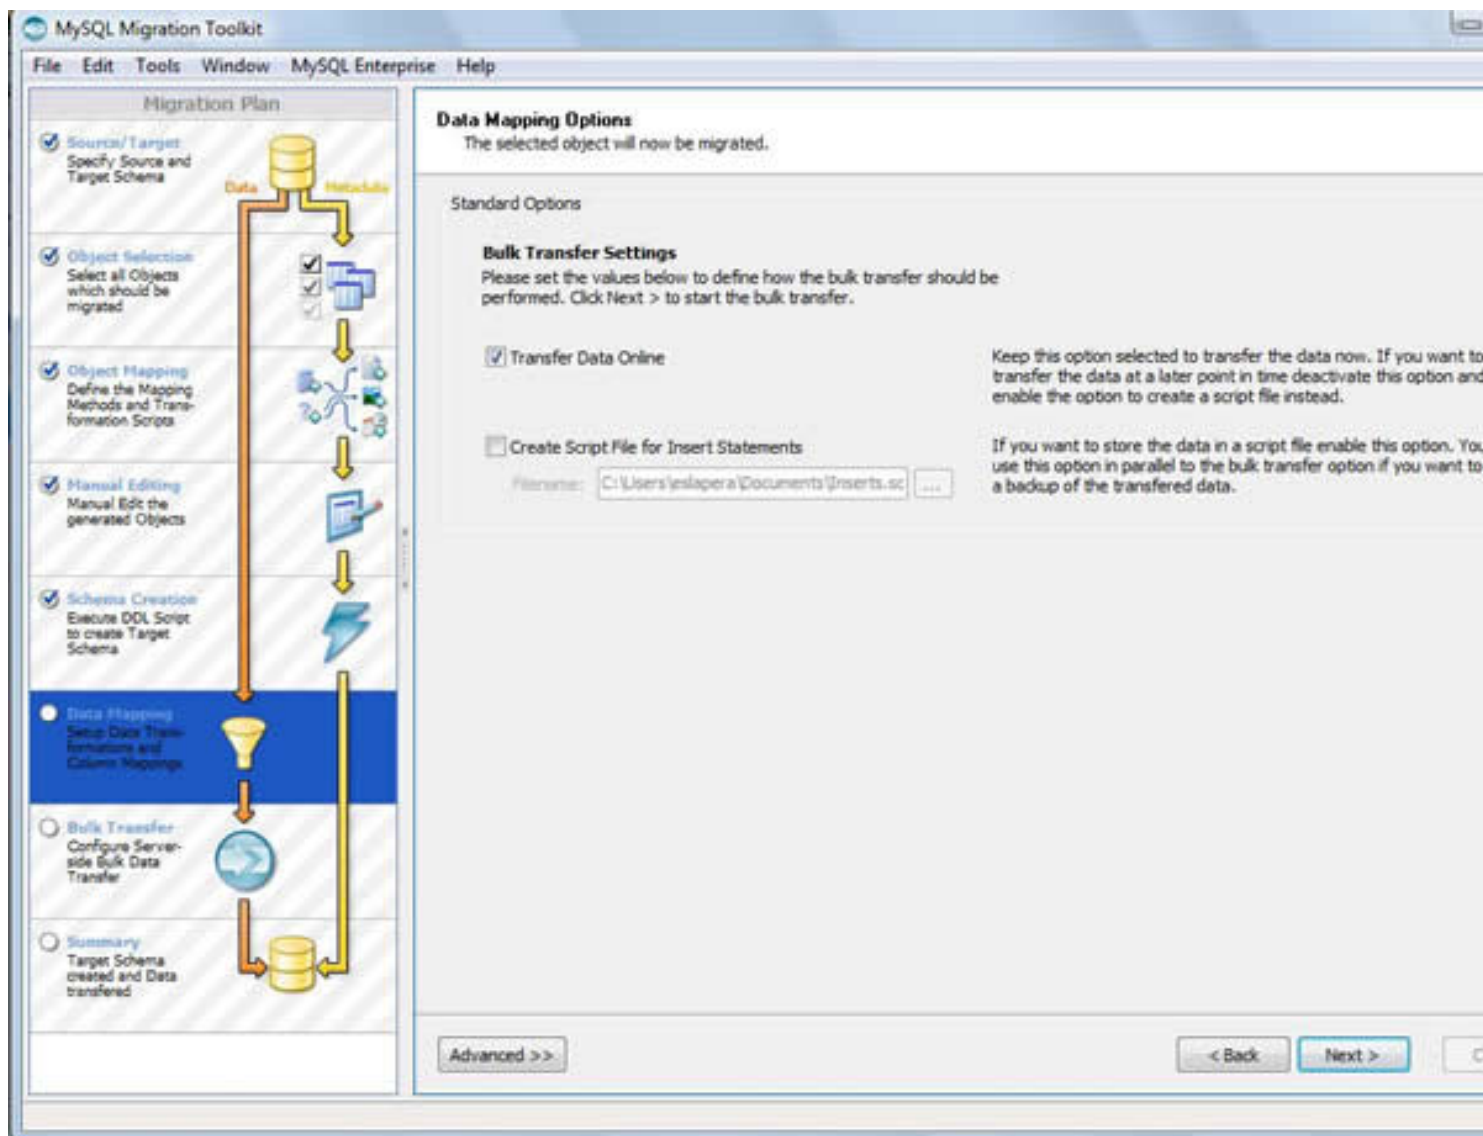 MySQL Migration Toolkit
File Edit Tools Window MySQL Enterprise Help
Migration Plan
Source/Target
Specify Source and
Target Schema
Data
Metadata
Object Selection
Select all Objects
which should be
migrated
Object Mapping
Define the Mapping
Methods and Trans-
formation Scripts
Manual Editing
Manual Edit the
generated Objects
Schema Creation
Execute DDL Script
to create Target
Schema
Data Mapping
Setup Data Trans-
formations and
Column Mappings
Bulk Transfer
Configure Server-
side Bulk Data
Transfer
Summary
Target Schema
created and Data
transfered
Data Mapping Options
The selected object will now be migrated.
Standard Options
Bulk Transfer Settings
Please set the values below to define how the bulk transfer should be
performed. Click Next > to start the bulk transfer.
Transfer Data Online
Keep this option selected to transfer the data now. If you want to
transfer the data at a later point in time deactivate this option and
enable the option to create a script file instead.
Create Script File for Insert Statements
Filename: C:\Users\eslapera\Documents\Inserts.sc ...
If you want to store the data in a script file enable this option. You
use this option in parallel to the bulk transfer option if you want to
a backup of the transfered data.
Advanced >>
< Back
Next >